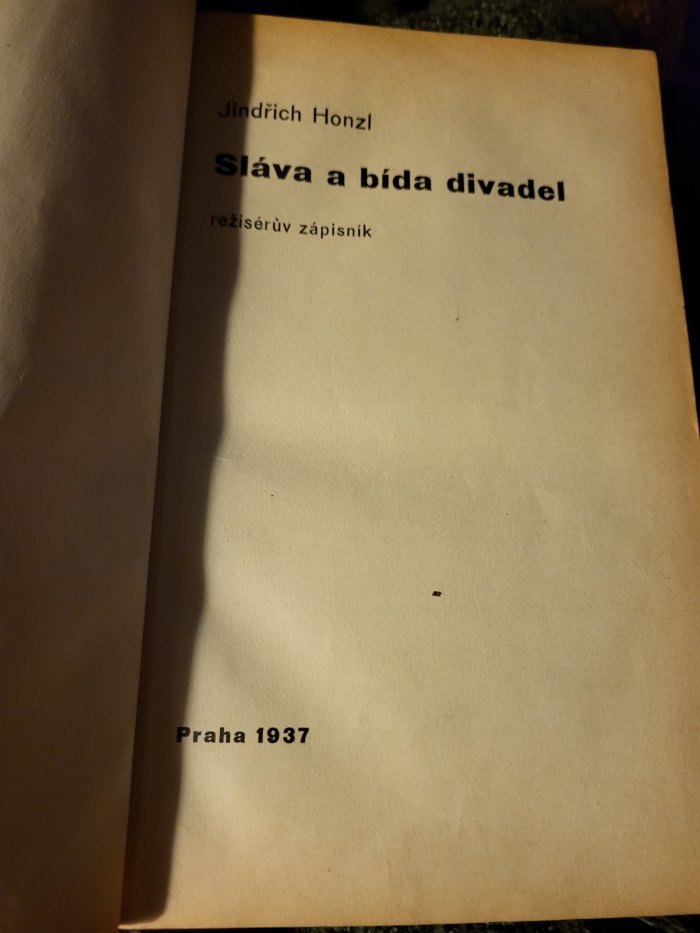 Jindřich Honzl
Sláva a bída divadel
režisérův zápisník
Praha 1937